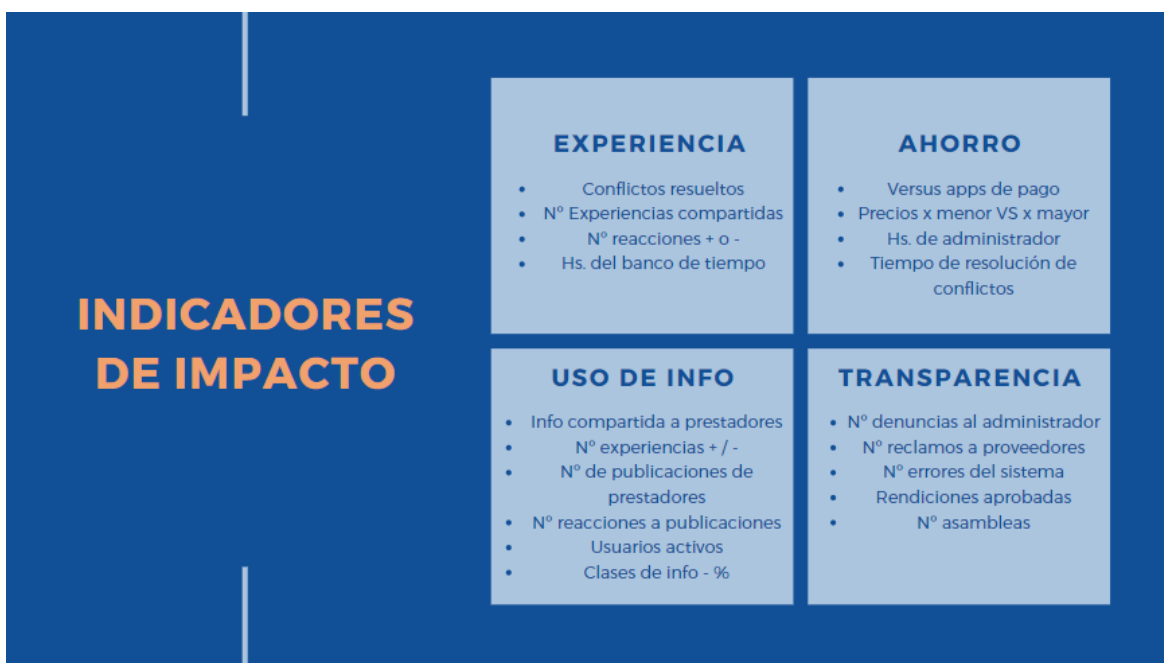 INDICADORES
DE IMPACTO
EXPERIENCIA
• Conflictos resueltos
• Nº Experiencias compartidas
• Nº reacciones + o -
• Hs. del banco de tiempo
AHORRO
• Versus apps de pago
• Precios x menor VS x mayor
• Hs. de administrador
• Tiempo de resolución de
conflictos
USO DE INFO
• Info compartida a prestadores
• Nº experiencias + / -
• Nº de publicaciones de
prestadores
• Nº reacciones a publicaciones
• Usuarios activos
• Clases de info - %
TRANSPARENCIA
• Nº denuncias al administrador
• Nº reclamos a proveedores
• Nº errores del sistema
• Rendiciones aprobadas
• Nº asambleas